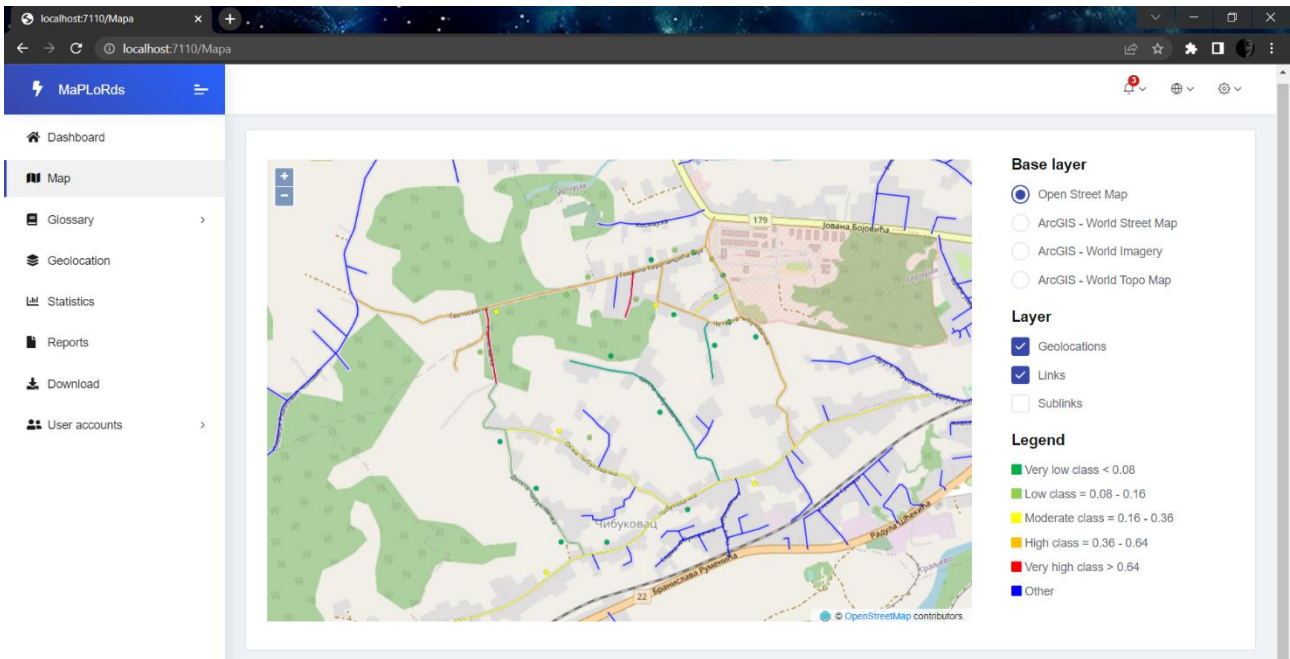 localhost:7110/Mapa
localhost:7110/Mapa
MaPLoRds
3
Dashboard
Map
Glossary
Geolocation
Statistics
Reports
Download
User accounts
+
−
179
Јована Бојовића
Чибуковац
22
Бранислава Руменића
© OpenStreetMap contributors.
Base layer
Open Street Map
ArcGIS - World Street Map
ArcGIS - World Imagery
ArcGIS - World Topo Map
Layer
Geolocations
Links
Sublinks
Legend
Very low class < 0.08
Low class = 0.08 - 0.16
Moderate class = 0.16 - 0.36
High class = 0.36 - 0.64
Very high class > 0.64
Other